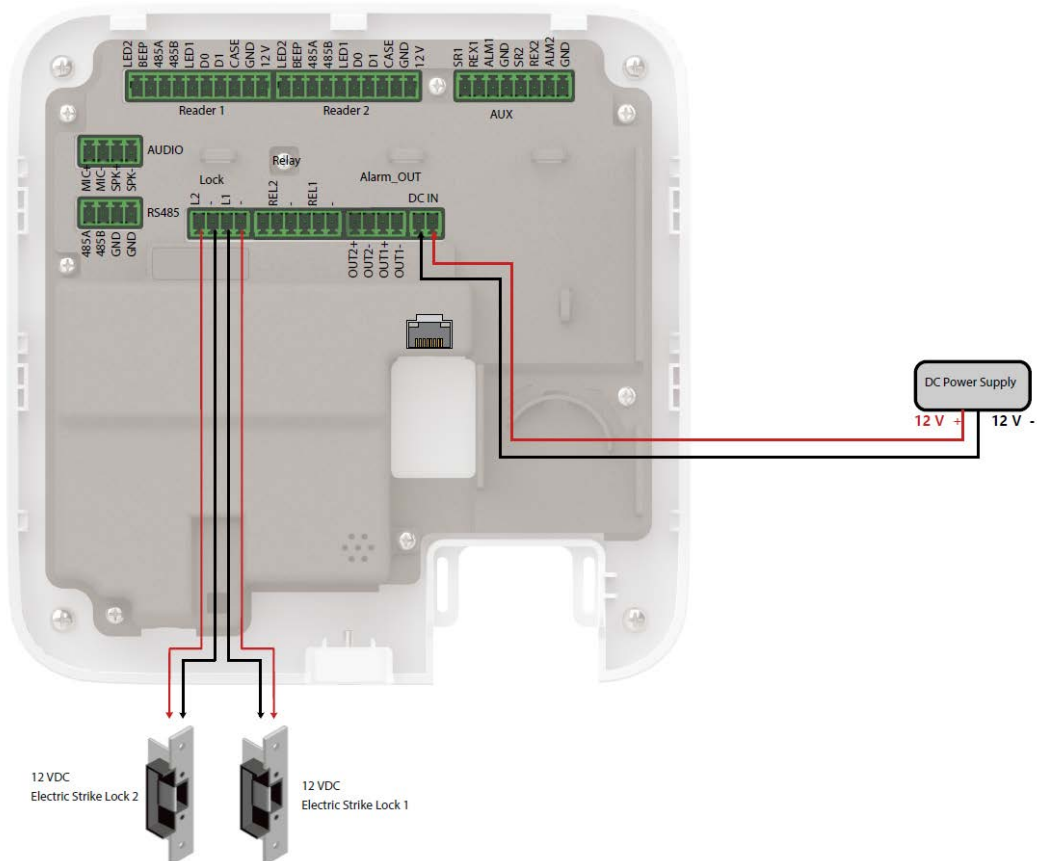 LED2 BEEP 485A 485B LED1 D0 D1 CASE GND 12 V LED2 BEEP 485A 485B LED1 D0 D1 CASE GND 12 V
SR1 REX1 ALM1 GND SR2 REX2 ALM2 GND
Reader 1
Reader 2
AUX
AUDIO
MIC+ MIC- SPK+ SPK-
Relay
Lock
Alarm_OUT
L2 - L1 -
REL2 - REL1 -
DC IN
RS485
485A 485B GND GND
OUT2+ OUT2- OUT1+ OUT1-
DC Power Supply
12 V +
12 V -
12 VDC
Electric Strike Lock 2
12 VDC
Electric Strike Lock 1